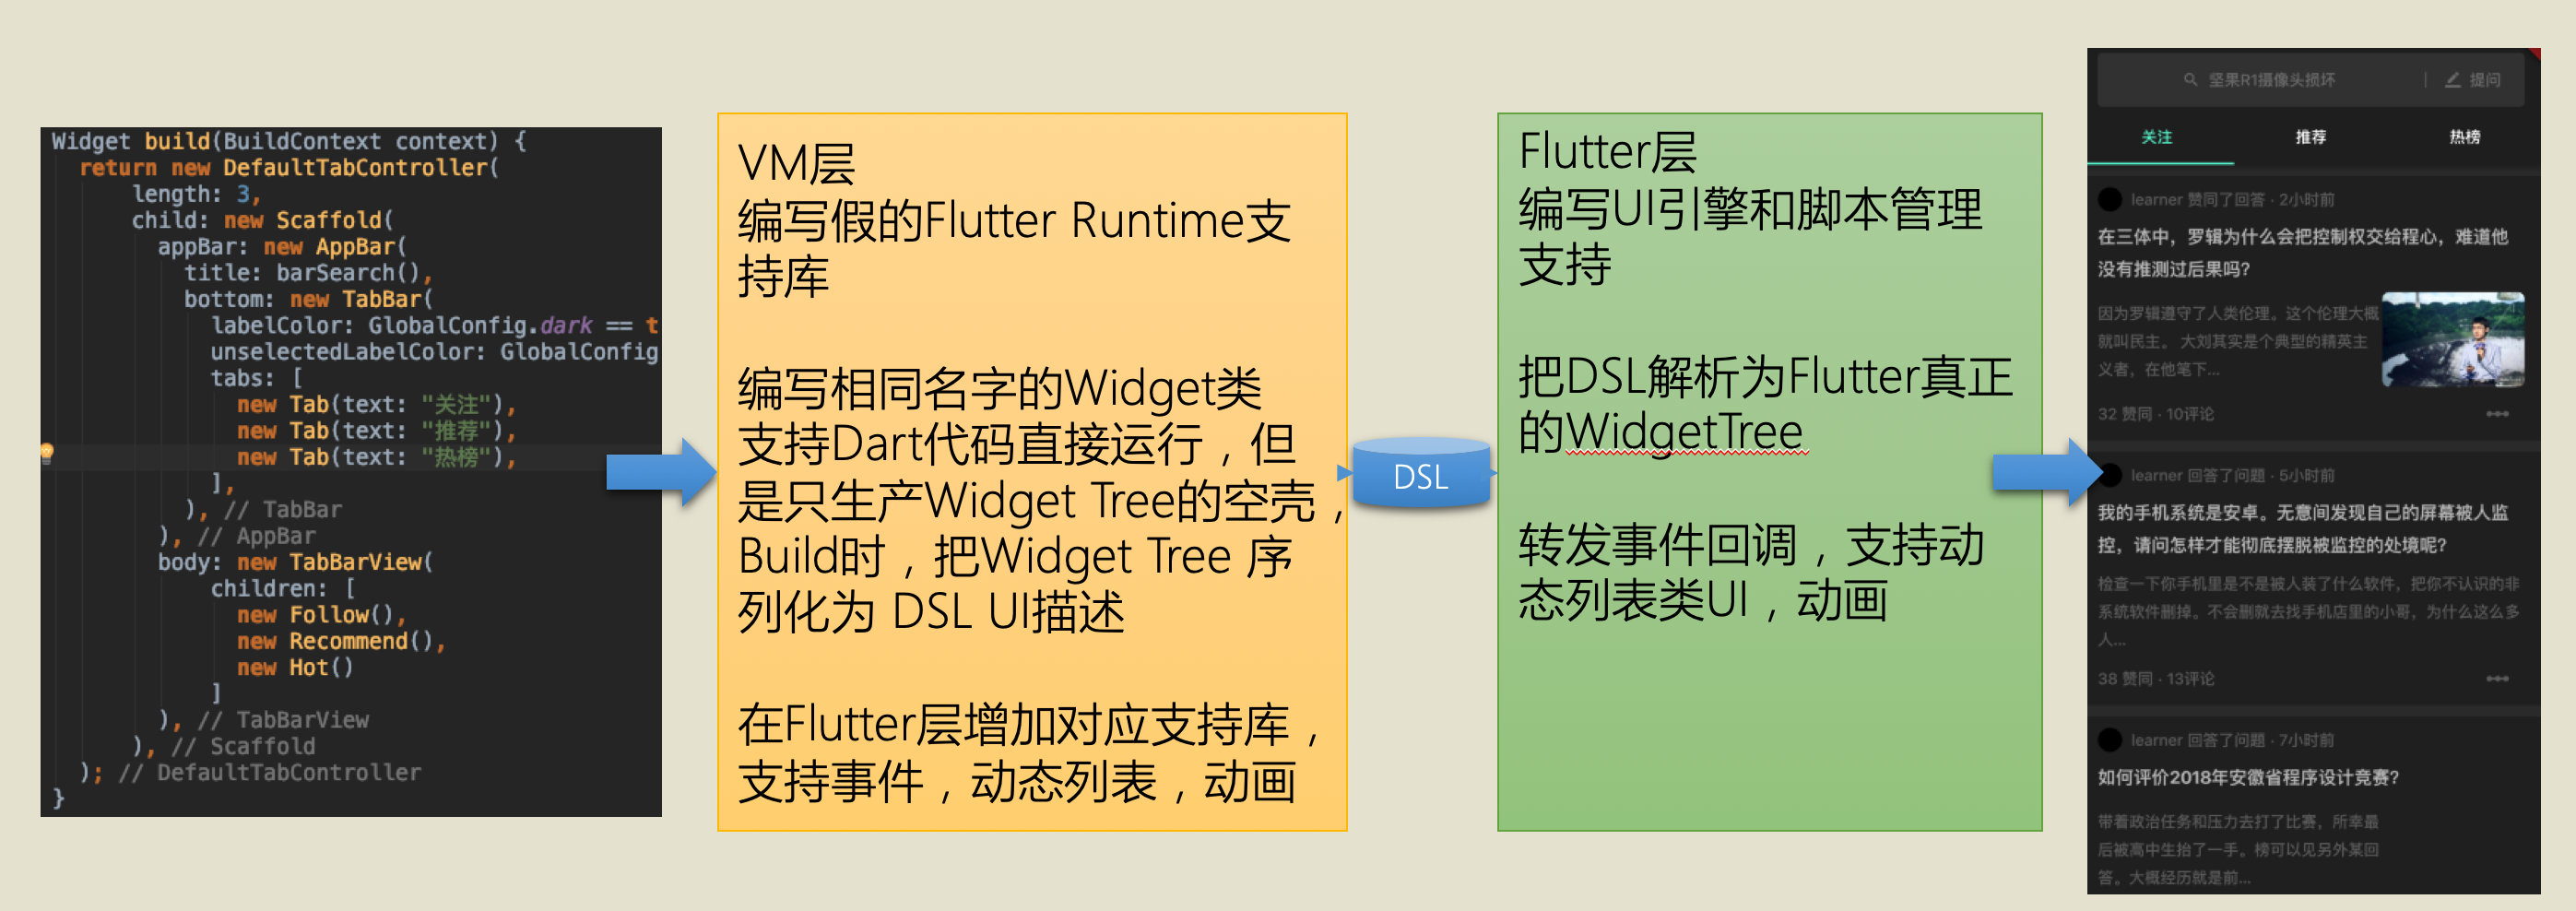 Widget build(BuildContext context) {
return new DefaultTabController(
length: 3,
child: new Scaffold(
appBar: new AppBar(
title: barSearch(),
bottom: new TabBar(
labelColor: GlobalConfig.dark == t
unselectedLabelColor: GlobalConfig
tabs: [
new Tab(text: "关注"),
new Tab(text: "推荐"),
new Tab(text: "热榜"),
],
), // TabBar
), // AppBar
body: new TabBarView(
children: [
new Follow(),
new Recommend(),
new Hot()
]
), // TabBarView
), // Scaffold
); // DefaultTabController
}
VM层
编写假的Flutter Runtime支
持库
编写相同名字的Widget类
支持Dart代码直接运行，但
是只生产Widget Tree的空壳，
Build时，把Widget Tree 序
列化为 DSL UI描述
在Flutter层增加对应支持库，
支持事件，动态列表，动画
DSL
Flutter层
编写UI引擎和脚本管理
支持
把DSL解析为Flutter真正
的WidgetTree
转发事件回调，支持动
态列表类UI，动画
坚果R1摄像头损坏 | 提问
关注 推荐 热榜
learner 赞同了回答 · 2小时前
在三体中，罗辑为什么会把控制权交给程心，难道他
没有推测过后果吗?
因为罗辑遵守了人类伦理。这个伦理大概
就叫民主。 大刘其实是个典型的精英主
义者，在他笔下...
32 赞同 · 10评论
learner 回答了问题 · 5小时前
我的手机系统是安卓。无意间发现自己的屏幕被人监
控，请问怎样才能彻底摆脱被监控的处境呢?
检查一下你手机里是不是被人装了什么软件，把你不认识的非
系统软件删掉。不会删就去找手机店里的小哥，为什么这么多
人...
38 赞同 · 13评论
learner 回答了问题 · 7小时前
如何评价2018年安徽省程序设计竞赛?
带着政治任务和压力去打了比赛，所幸最
后被高中生抬了一手。榜可以见另外某回
答。大概经历就是前...